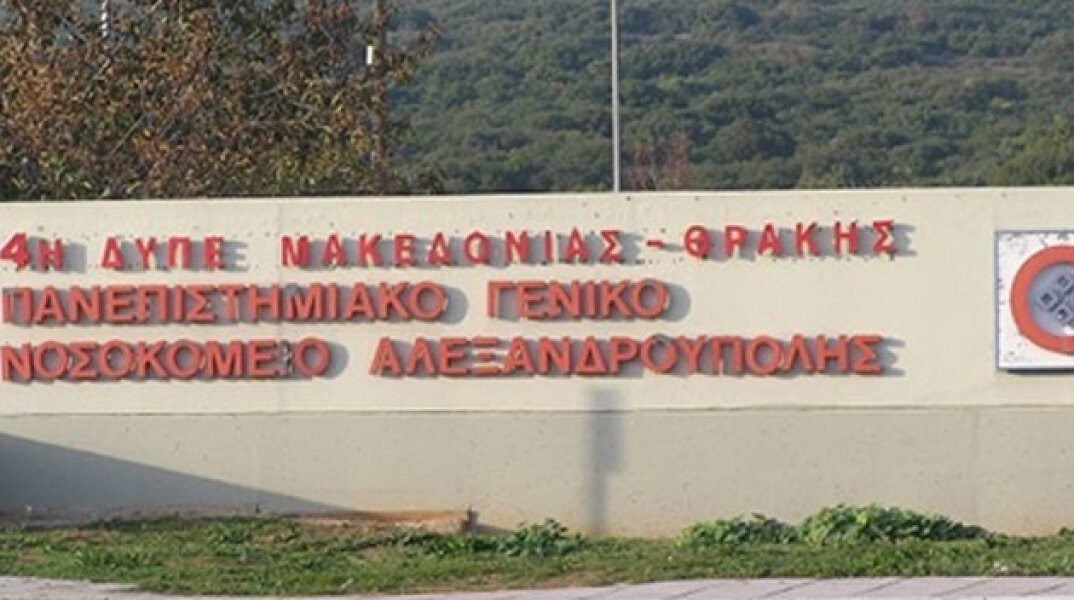 4Η ΔΥΠΕ ΜΑΚΕΔΟΝΙΑΣ - ΘΡΑΚΗΣ
ΠΑΝΕΠΙΣΤΗΜΙΑΚΟ ΓΕΝΙΚΟ
ΝΟΣΟΚΟΜΕΙΟ ΑΛΕΞΑΝΔΡΟΥΠΟΛΗΣ